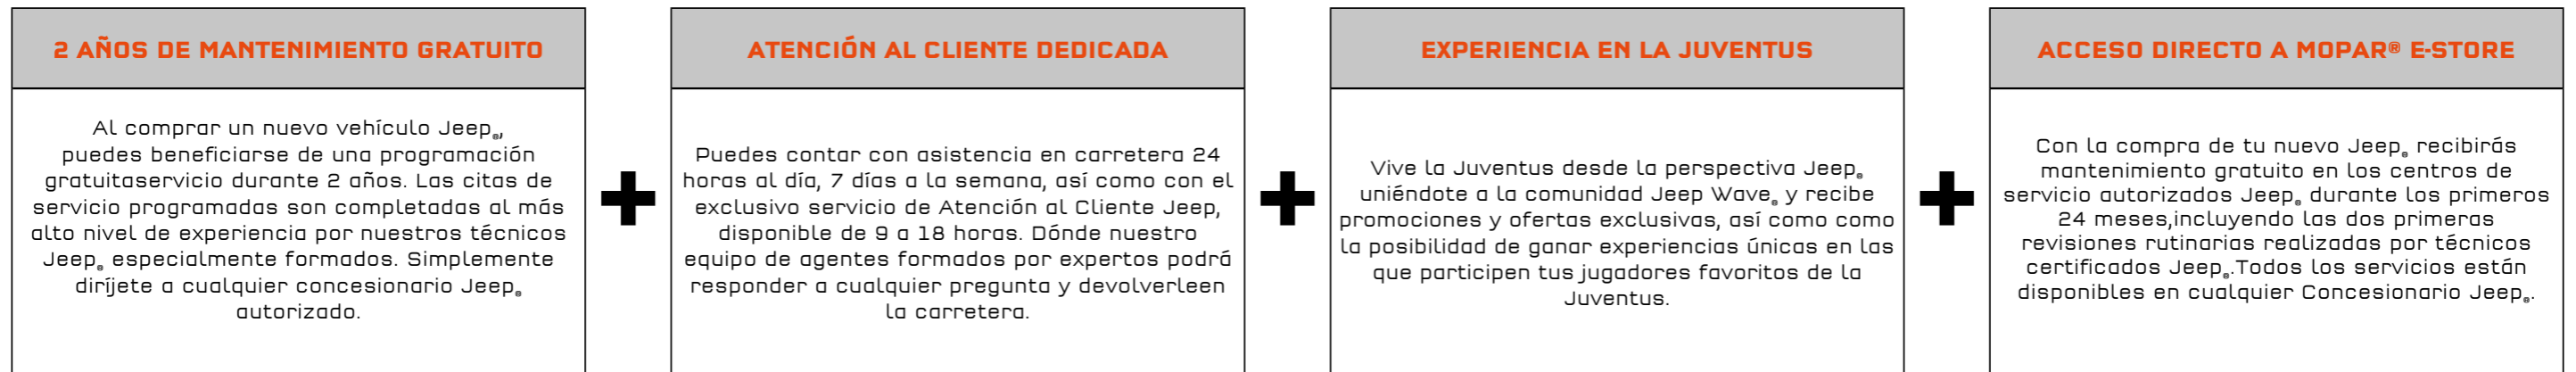 2 AÑOS DE MANTENIMIENTO GRATUITO
Al comprar un nuevo vehículo Jeep®,
puedes beneficiarse de una programación
gratuitaservicio durante 2 años. Las citas de
servicio programadas son completadas al más
alto nivel de experiencia por nuestros técnicos
Jeep® especialmente formados. Simplemente
diríjete a cualquier concesionario Jeep®
autorizado.
+
ATENCIÓN AL CLIENTE DEDICADA
Puedes contar con asistencia en carretera 24
horas al día, 7 días a la semana, así como con el
exclusivo servicio de Atención al Cliente Jeep,
disponible de 9 a 18 horas. Dónde nuestro
equipo de agentes formados por expertos podrá
responder a cualquier pregunta y devolverleen
la carretera.
+
EXPERIENCIA EN LA JUVENTUS
Vive la Juventus desde la perspectiva Jeep®
uniéndote a la comunidad Jeep Wave® y recibe
promociones y ofertas exclusivas, así como como
la posibilidad de ganar experiencias únicas en las
que participen tus jugadores favoritos de la
Juventus.
+
ACCESO DIRECTO A MOPAR® E-STORE
Con la compra de tu nuevo Jeep® recibirás
mantenimiento gratuito en los centros de
servicio autorizados Jeep® durante los primeros
24 meses,incluyendo las dos primeras
revisiones rutinarias realizadas por técnicos
certificados Jeep®.Todos los servicios están
disponibles en cualquier Concesionario Jeep®.